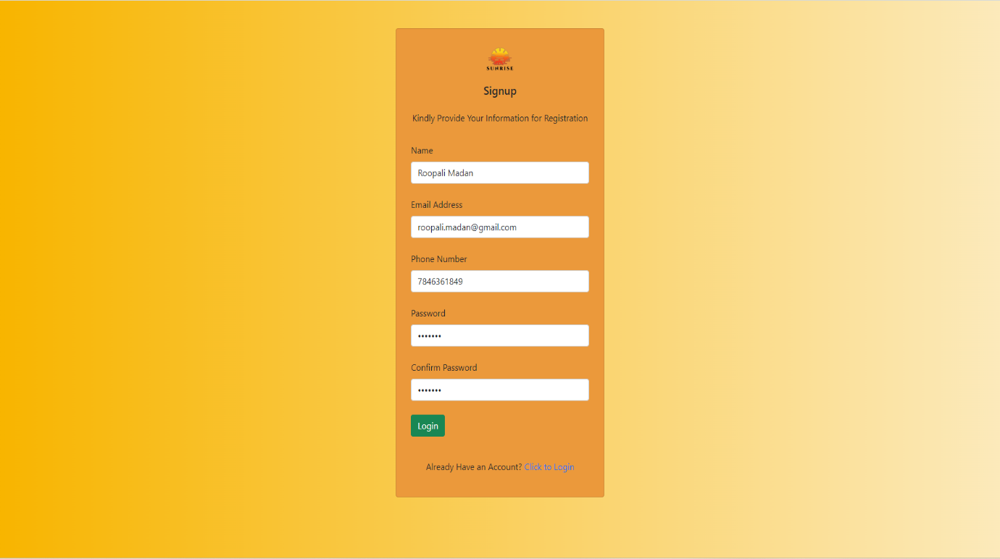 SUNRISE
Signup
Kindly Provide Your Information for Registration
Name
Roopali Madan
Email Address
roopali.madan@gmail.com
Phone Number
7846361849
Password
•••••••
Confirm Password
•••••••
Login
Already Have an Account? Click to Login